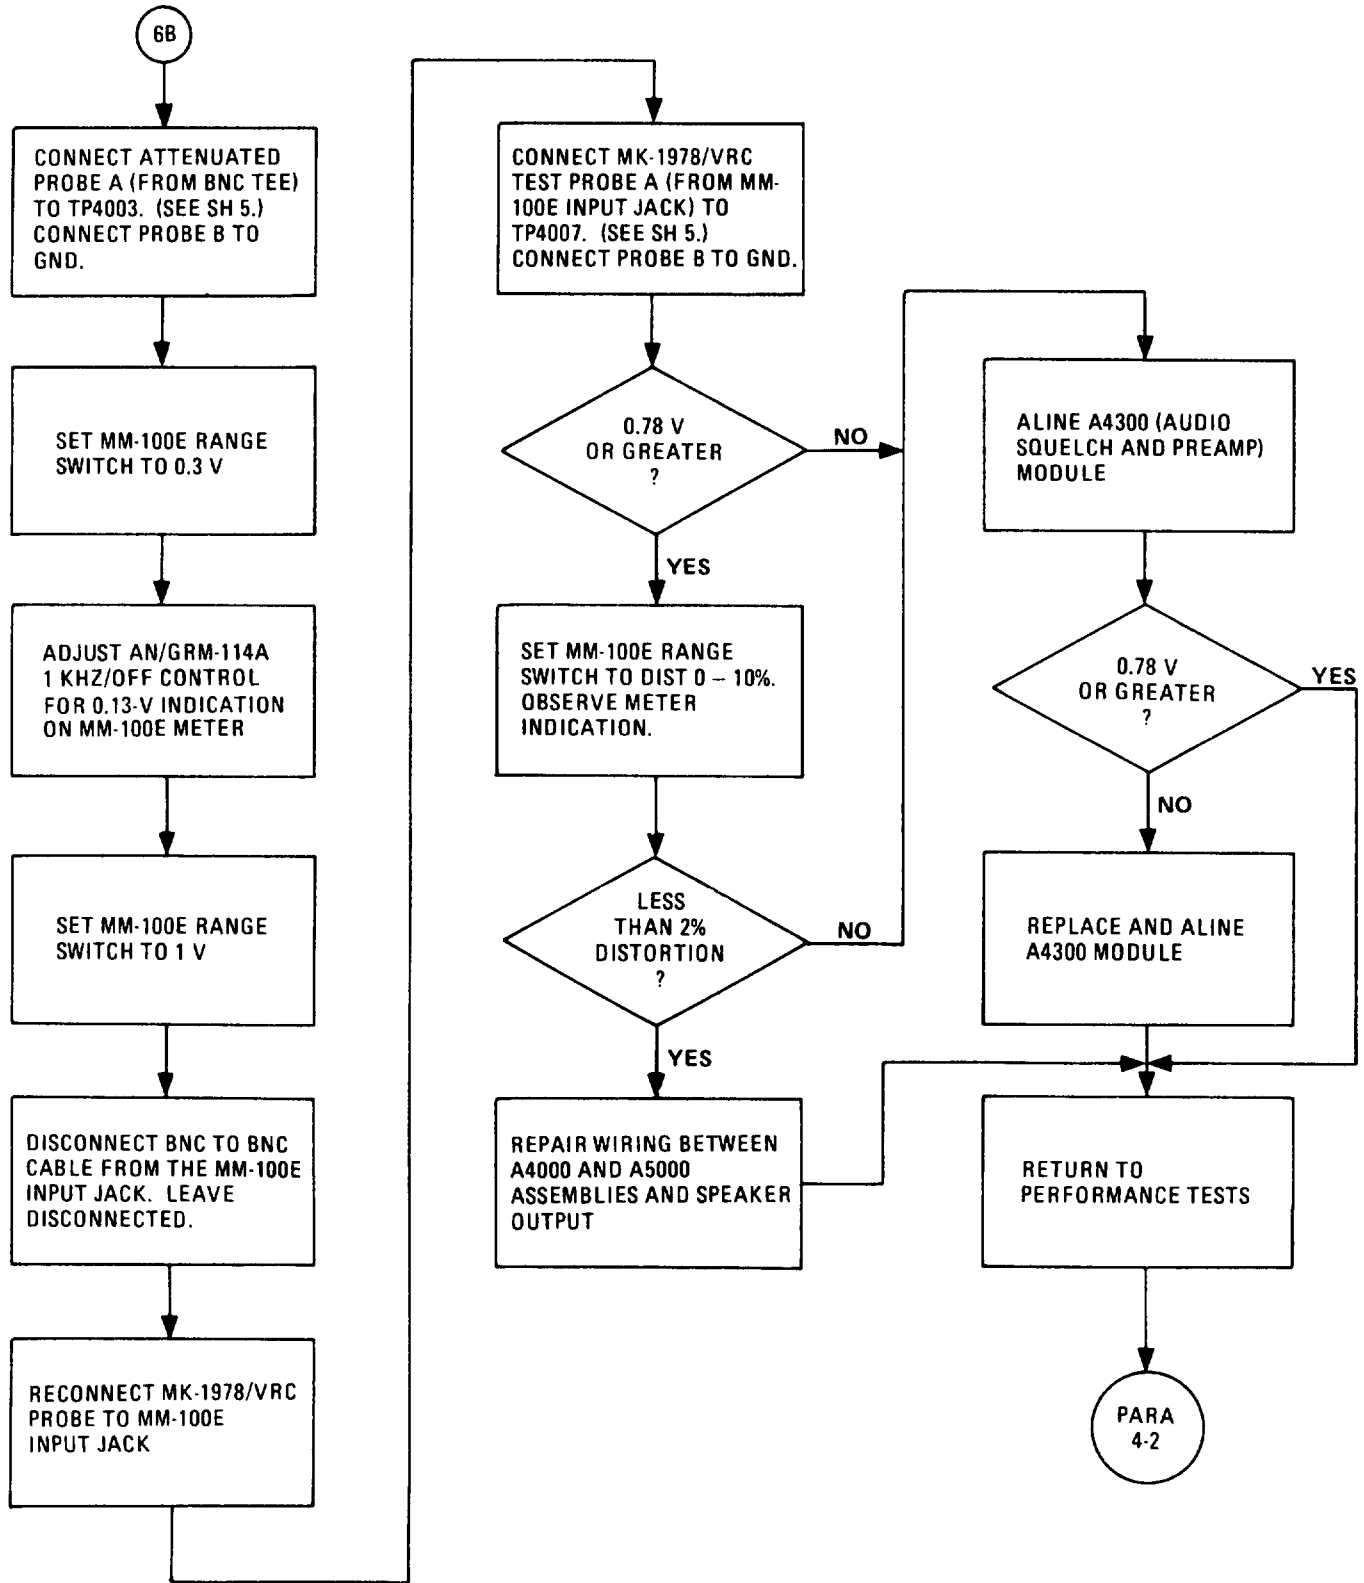 6B
CONNECT ATTENUATED
PROBE A (FROM BNC TEE)
TO TP4003. (SEE SH 5.)
CONNECT PROBE B TO
GND.
SET MM-100E RANGE
SWITCH TO 0.3 V
ADJUST AN/GRM-114A
1 KHZ/OFF CONTROL
FOR 0.13-V INDICATION
ON MM-100E METER
SET MM-100E RANGE
SWITCH TO 1 V
DISCONNECT BNC TO BNC
CABLE FROM THE MM-100E
INPUT JACK. LEAVE
DISCONNECTED.
RECONNECT MK-1978/VRC
PROBE TO MM-100E
INPUT JACK
CONNECT MK-1978/VRC
TEST PROBE A (FROM MM-
100E INPUT JACK) TO
TP4007. (SEE SH 5.)
CONNECT PROBE B TO GND.
0.78 V
OR GREATER
?
NO
YES
SET MM-100E RANGE
SWITCH TO DIST 0 – 10%.
OBSERVE METER
INDICATION.
LESS
THAN 2%
DISTORTION
?
NO
YES
REPAIR WIRING BETWEEN
A4000 AND A5000
ASSEMBLIES AND SPEAKER
OUTPUT
ALINE A4300 (AUDIO
SQUELCH AND PREAMP)
MODULE
0.78 V
OR GREATER
?
YES
NO
REPLACE AND ALINE
A4300 MODULE
RETURN TO
PERFORMANCE TESTS
PARA
4-2